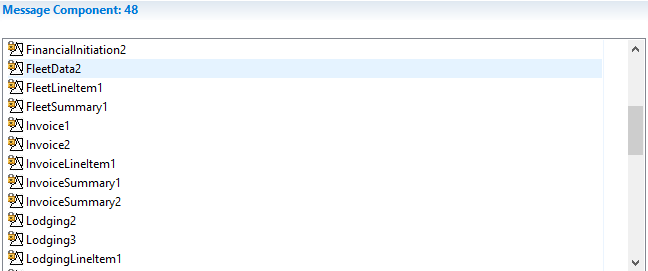 Message Component: 48
FinancialInitiation2
FleetData2
FleetLineItem1
FleetSummary1
Invoice1
Invoice2
InvoiceLineItem1
InvoiceSummary1
InvoiceSummary2
Lodging2
Lodging3
LodgingLineItem1